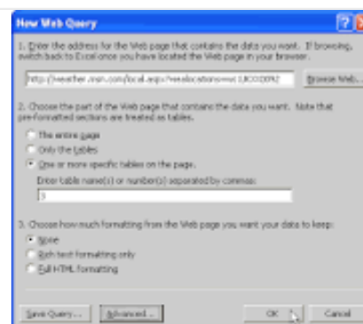 New Web Query
1. Enter the address for the Web page that contains the data you want. If browsing,
switch back to Excel once you have located the Web page in your browser.
Browse Web...
2. Choose the part of the Web page that contains the data you want. Note that
pre-formatted sections are treated as tables.
The entire page
Only the tables
One or more specific tables on the page.
Enter table name(s) or number(s) separated by commas:
3
3. Choose how much formatting from the Web page you want your data to keep:
None
Rich text formatting only
Full HTML formatting
Save Query... Advanced... OK Cancel